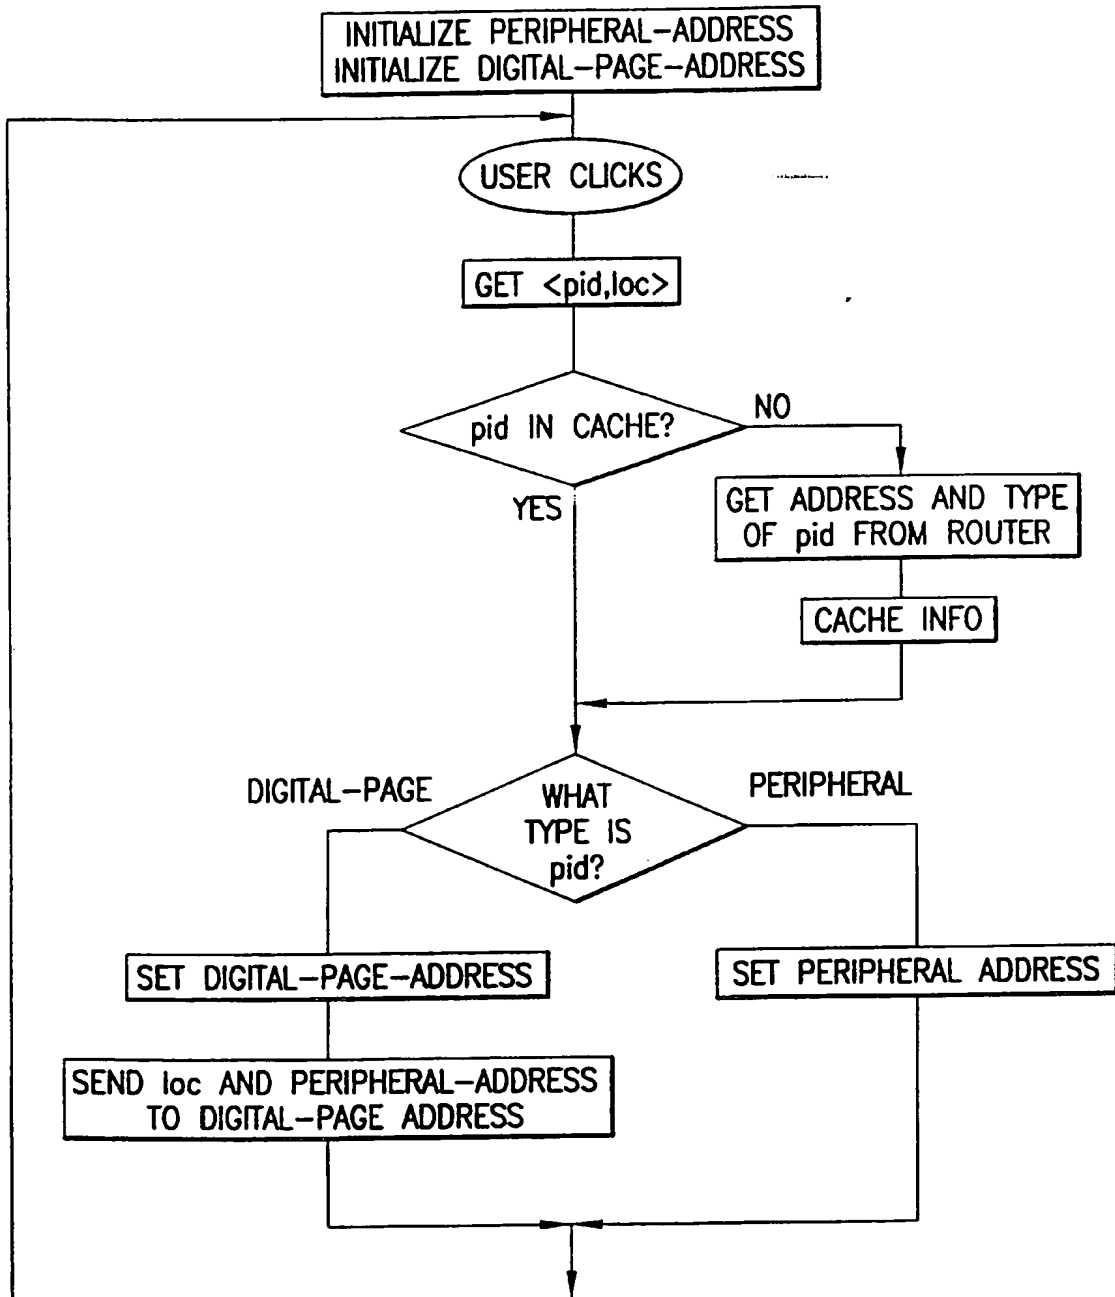 INITIALIZE PERIPHERAL-ADDRESS
INITIALIZE DIGITAL-PAGE-ADDRESS
USER CLICKS
GET <pid,loc>
pid IN CACHE?
NO
YES
GET ADDRESS AND TYPE
OF pid FROM ROUTER
CACHE INFO
DIGITAL-PAGE
WHAT
TYPE IS
pid?
PERIPHERAL
SET DIGITAL-PAGE-ADDRESS
SET PERIPHERAL ADDRESS
SEND loc AND PERIPHERAL-ADDRESS
TO DIGITAL-PAGE ADDRESS